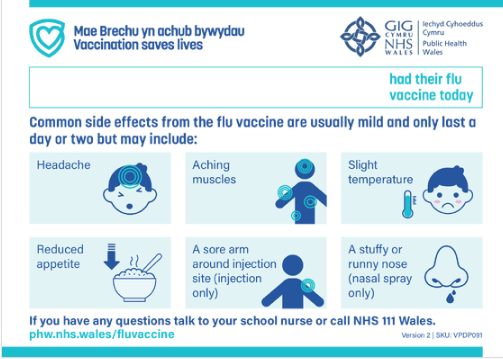 Mae Brechu yn achub bywydau
Vaccination saves lives
GIG
CYMRU
NHS
WALES
Iechyd Cyhoeddus
Cymru
Public Health
Wales
had their flu
vaccine today
Common side effects from the flu vaccine are usually mild and only last a
day or two but may include:
Headache
Aching
muscles
Slight
temperature
Reduced
appetite
A sore arm
around injection
site (injection
only)
A stuffy or
runny nose
(nasal spray
only)
If you have any questions talk to your school nurse or call NHS 111 Wales.
phw.nhs.wales/fluvaccine
Version 2 | SKU: VPDP091